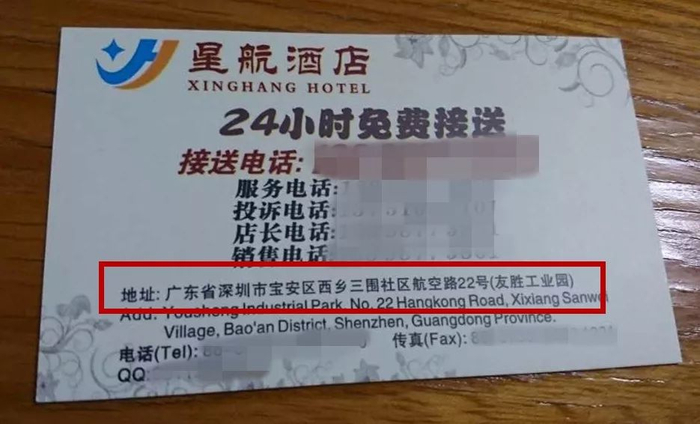 星航酒店
XINGHANG HOTEL
24小时免费接送
接送电话:
服务电话:
投诉电话:
店长电话:
销售电话:
地址: 广东省深圳市宝安区西乡三围社区航空路22号(友胜工业园)
Add: Yousheng Industrial Park, No. 22 Hangkong Road, Xixiang Sanwei
Village, Bao'an District, Shenzhen, Guangdong Province.
电话(Tel): 传真(Fax):
QQ: